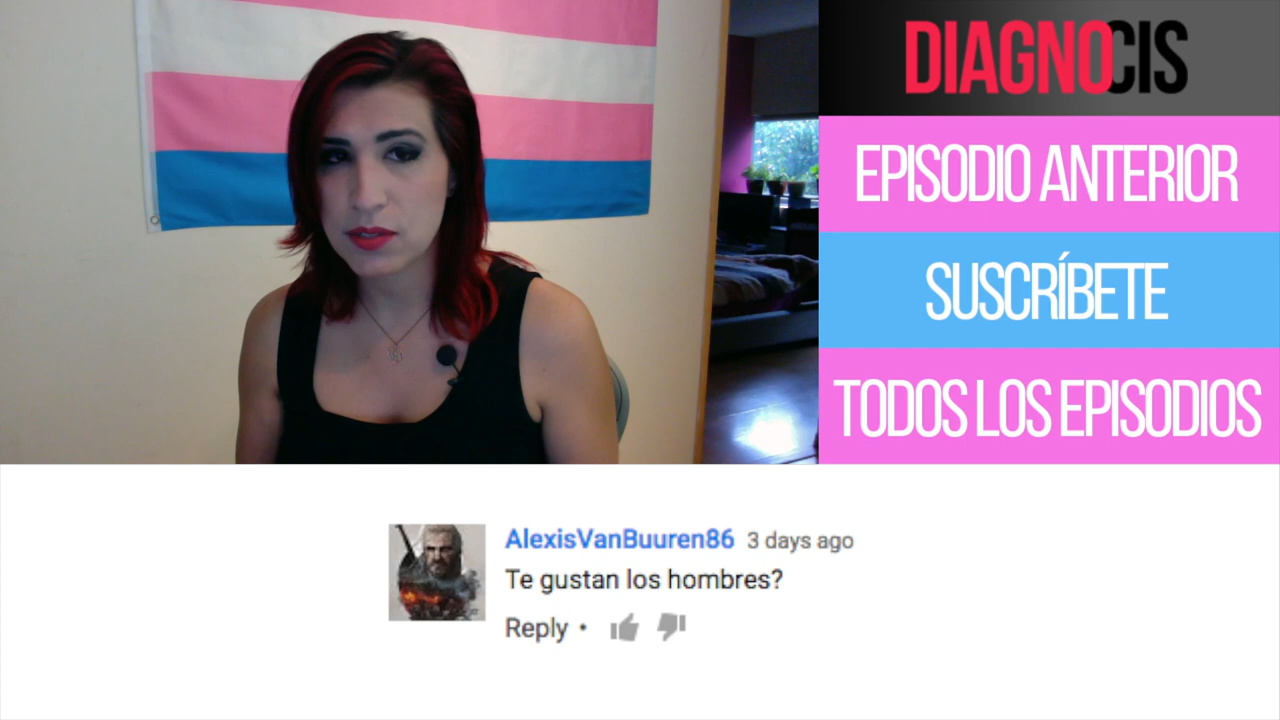 DIAGNOCIS
EPISODIO ANTERIOR
SUSCRÍBETE
TODOS LOS EPISODIOS
AlexisVanBuuren86 3 days ago
Te gustan los hombres?
Reply •